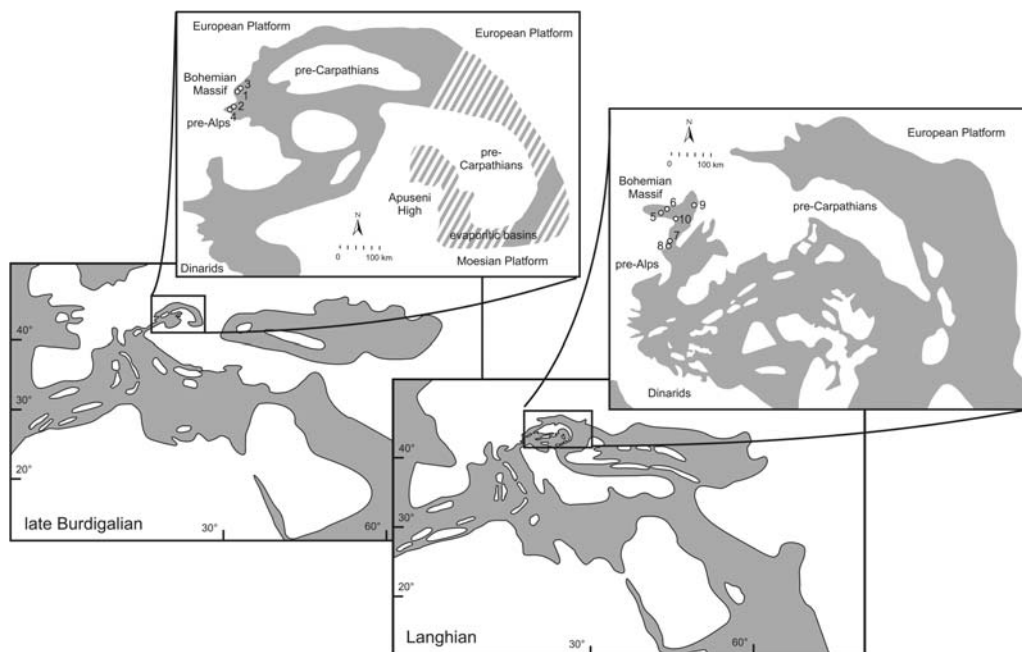 European Platform
European Platform
pre-Carpathians
Bohemian
Massif
3
1
2
4
pre-Alps
pre-
Carpathians
Apuseni
High
N
0 100 km
evaporitic basins
Moesian Platform
Dinarids
N
0 100 km
European Platform
Bohemian
Massif
6
9
5
10
pre-Carpathians
7
8
pre-Alps
Dinarids
40°
30°
20°
late Burdigalian
30°
60°
40°
30°
20°
Langhian
30°
60°